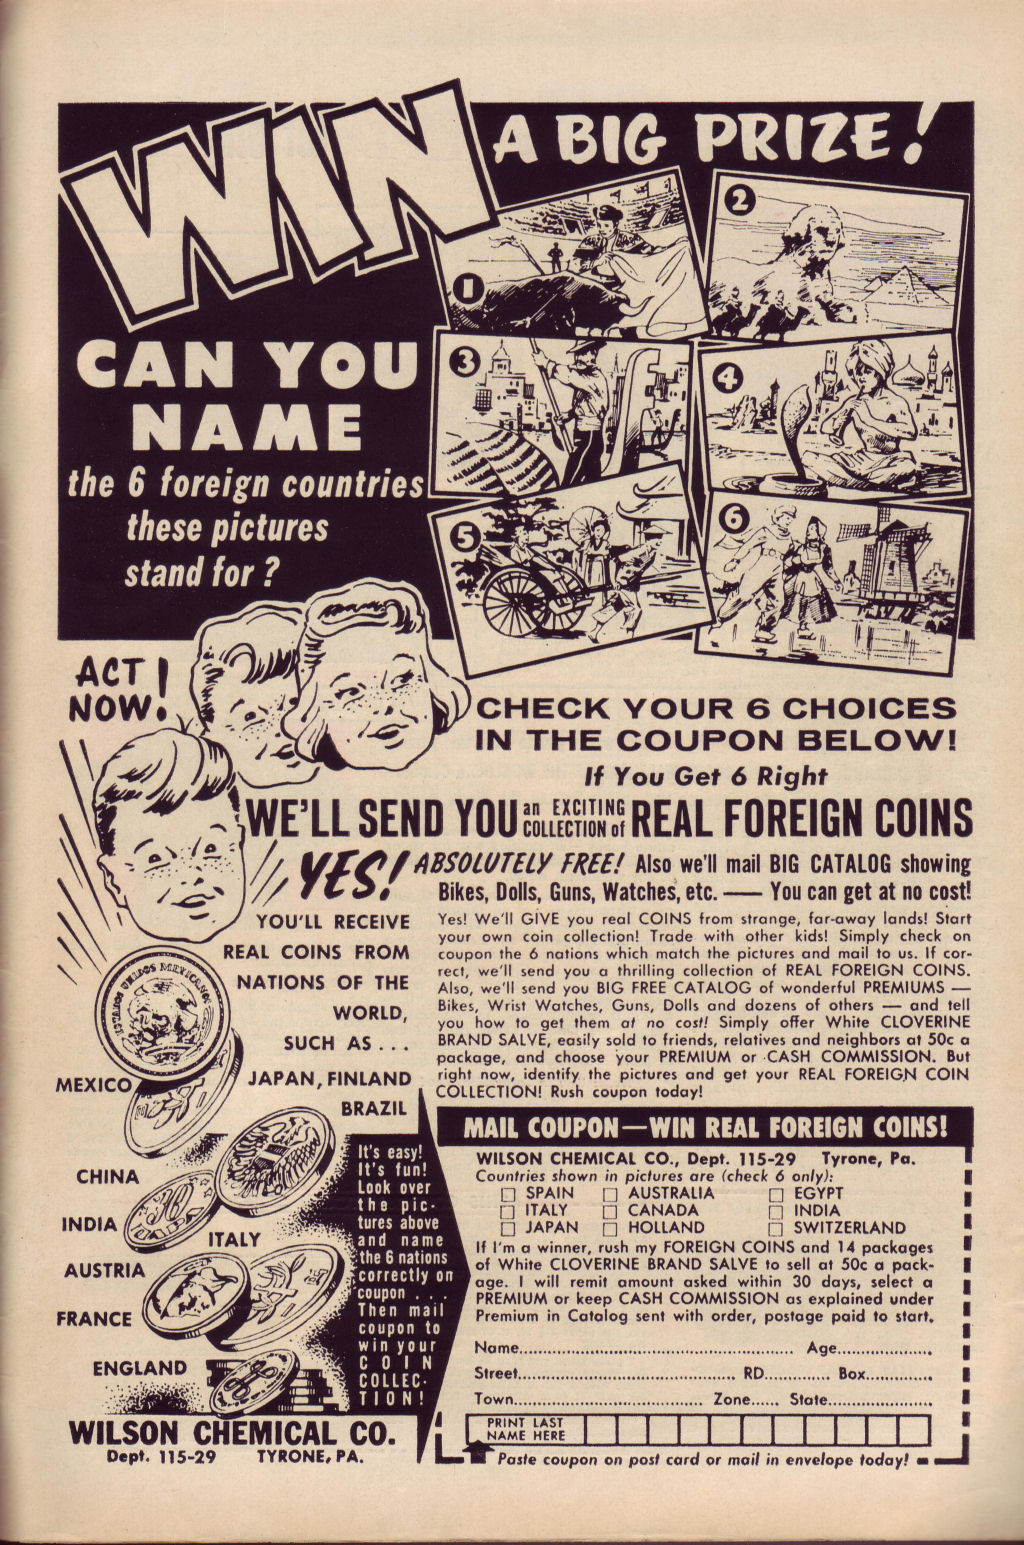 WIN A BIG PRIZE!
1
2
3
4
5
6
CAN YOU
NAME
the 6 foreign countries
these pictures
stand for?
ACT
NOW!
CHECK YOUR 6 CHOICES
IN THE COUPON BELOW!
If You Get 6 Right
WE'LL SEND YOU an EXCITING COLLECTION of REAL FOREIGN COINS
YES! ABSOLUTELY FREE! Also we'll mail BIG CATALOG showing
Bikes, Dolls, Guns, Watches, etc. — You can get at no cost!
YOU'LL RECEIVE
REAL COINS FROM
NATIONS OF THE
WORLD,
SUCH AS . . .
JAPAN, FINLAND
BRAZIL
ESTADOS UNIDOS MEXICANOS
MEXICO
CHINA
INDIA
ITALY
AUSTRIA
FRANCE
ENGLAND
WILSON CHEMICAL CO.
Dept. 115-29 TYRONE, PA.
Yes! We'll GIVE you real COINS from strange, far-away lands! Start
your own coin collection! Trade with other kids! Simply check on
coupon the 6 nations which match the pictures and mail to us. If cor-
rect, we'll send you a thrilling collection of REAL FOREIGN COINS.
Also, we'll send you BIG FREE CATALOG of wonderful PREMIUMS —
Bikes, Wrist Watches, Guns, Dolls and dozens of others — and tell
you how to get them at no cost! Simply offer White CLOVERINE
BRAND SALVE, easily sold to friends, relatives and neighbors at 50c a
package, and choose your PREMIUM or CASH COMMISSION. But
right now, identify the pictures and get your REAL FOREIGN COIN
COLLECTION! Rush coupon today!
It's easy!
It's fun!
Look over
the pic-
tures above
and name
the 6 nations
correctly on
coupon . . .
Then mail
coupon to
win your
COIN
COLLEC-
TION!
MAIL COUPON—WIN REAL FOREIGN COINS!
WILSON CHEMICAL CO., Dept. 115-29 Tyrone, Pa.
Countries shown in pictures are (check 6 only):
SPAIN AUSTRALIA EGYPT
ITALY CANADA INDIA
JAPAN HOLLAND SWITZERLAND
If I'm a winner, rush my FOREIGN COINS and 14 packages
of White CLOVERINE BRAND SALVE to sell at 50c a pack-
age. I will remit amount asked within 30 days, select a
PREMIUM or keep CASH COMMISSION as explained under
Premium in Catalog sent with order, postage paid to start.
Name.................... Age..........
Street.................... RD.......... Box..........
Town.................... Zone...... State..........
PRINT LAST
NAME HERE
Paste coupon on post card or mail in envelope today!